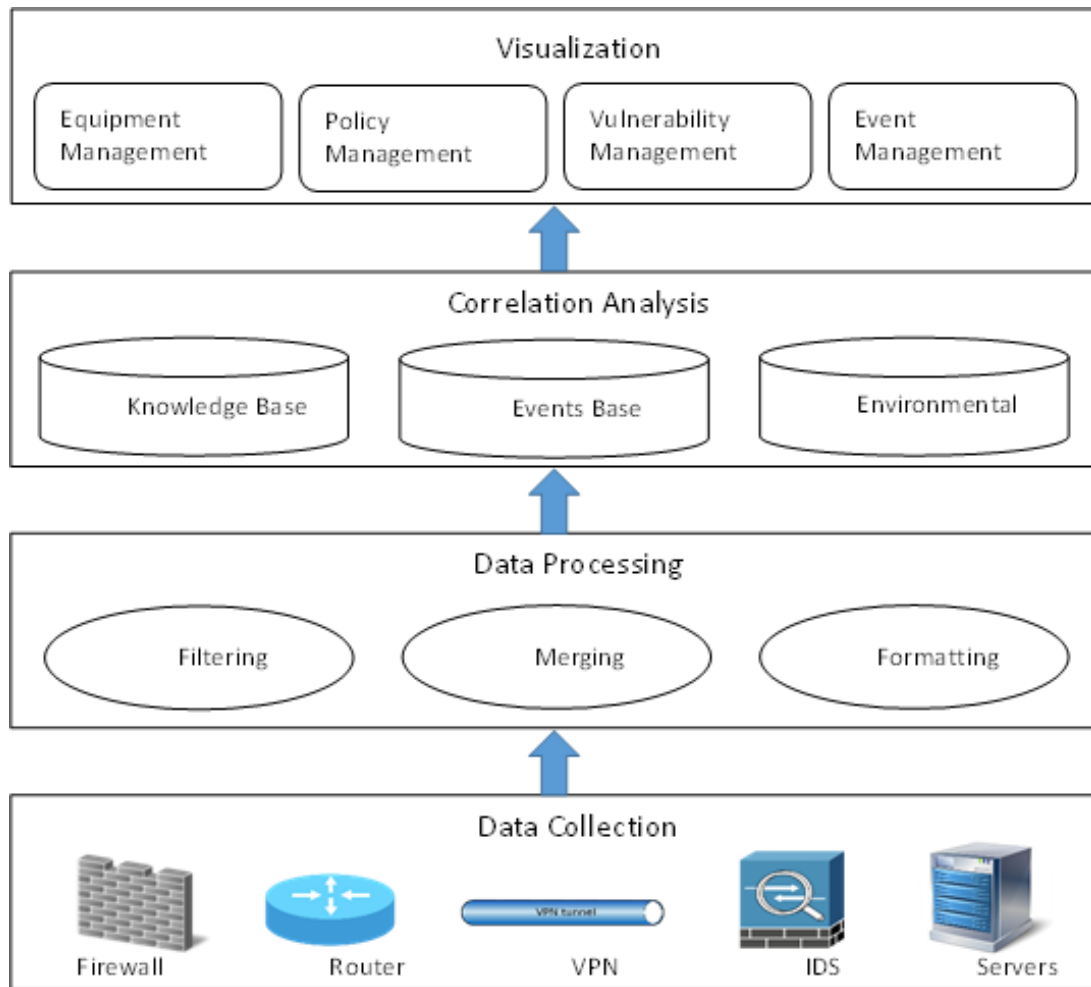 Visualization
Equipment
Management
Policy
Management
Vulnerability
Management
Event
Management
Correlation Analysis
Knowledge Base
Events Base
Environmental
Data Processing
Filtering
Merging
Formatting
Data Collection
VPN tunnel
Firewall
Router
VPN
IDS
Servers